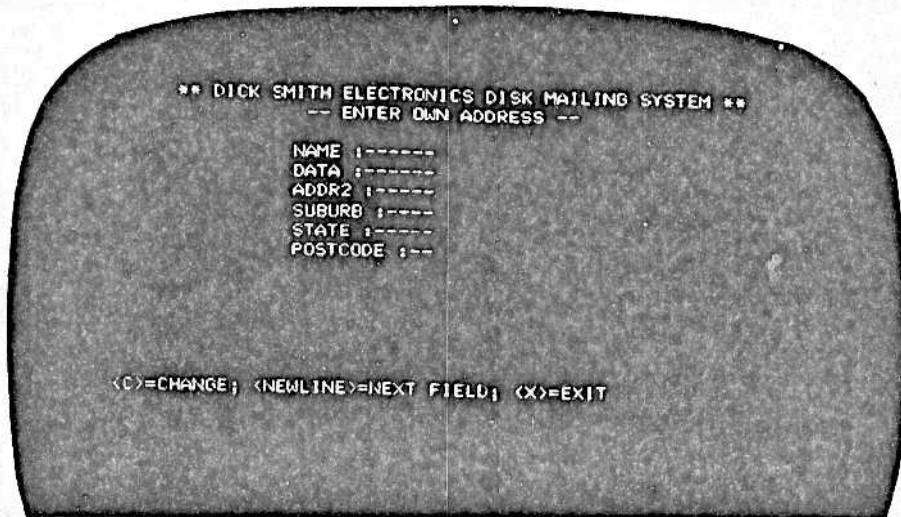 ** DICK SMITH ELECTRONICS DISK MAILING SYSTEM **
-- ENTER OWN ADDRESS --
NAME :------
DATA :------
ADDR2 :-----
SUBURB :----
STATE :-----
POSTCODE :--
<C>=CHANGE; <NEWLINE>=NEXT FIELD; <X>=EXIT